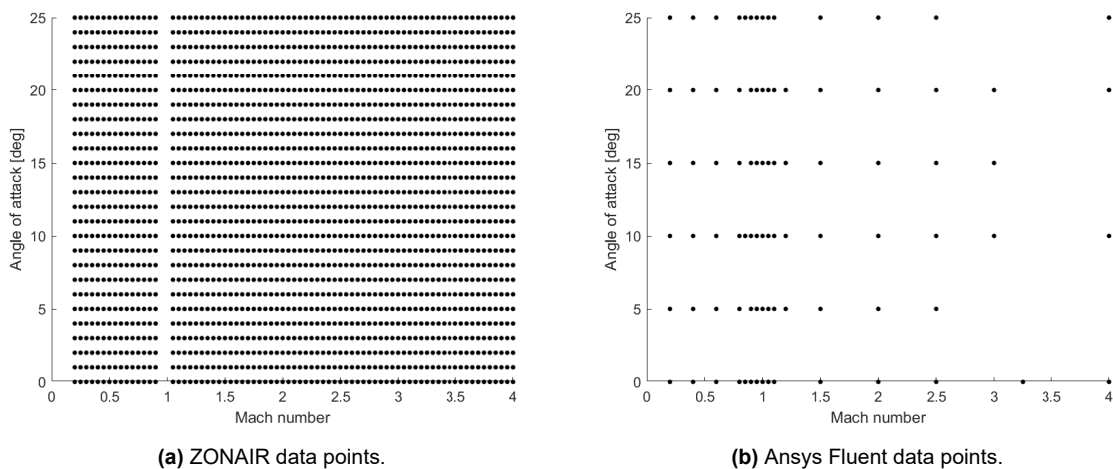 25
20
15
10
5
0
Angle of attack [deg]
0 0.5 1 1.5 2 2.5 3 3.5 4
Mach number
(a) ZONAIR data points.
25
20
15
10
5
0
Angle of attack [deg]
0 0.5 1 1.5 2 2.5 3 3.5 4
Mach number
(b) Ansys Fluent data points.